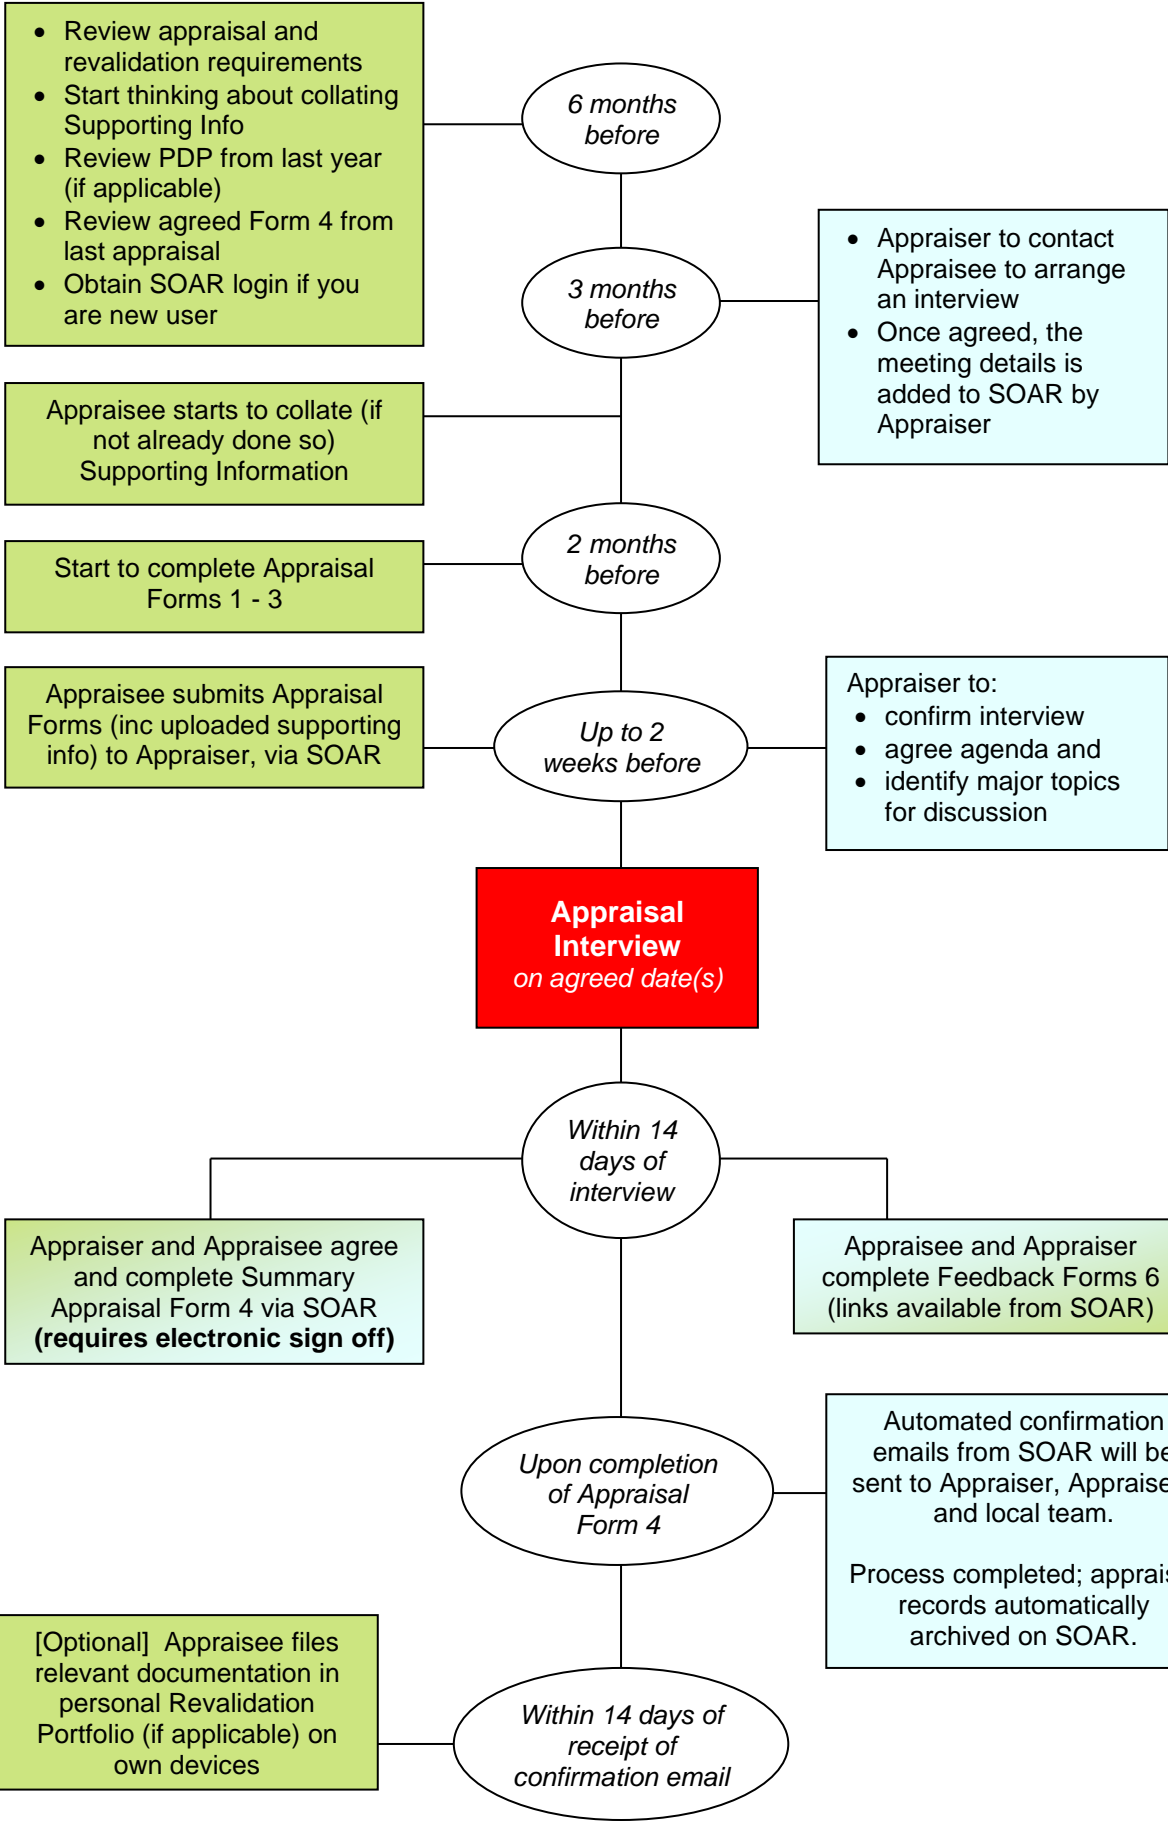 • Review appraisal and
revalidation requirements
• Start thinking about collating
Supporting Info
• Review PDP from last year
(if applicable)
• Review agreed Form 4 from
last appraisal
• Obtain SOAR login if you
are new user
6 months
before
3 months
before
• Appraiser to contact
Appraisee to arrange
an interview
• Once agreed, the
meeting details is
added to SOAR by
Appraiser
Appraisee starts to collate (if
not already done so)
Supporting Information
2 months
before
Start to complete Appraisal
Forms 1 - 3
Appraisee submits Appraisal
Forms (inc uploaded supporting
info) to Appraiser, via SOAR
Up to 2
weeks before
Appraiser to:
• confirm interview
• agree agenda and
• identify major topics
for discussion
Appraisal
Interview
on agreed date(s)
Within 14
days of
interview
Appraiser and Appraisee agree
and complete Summary
Appraisal Form 4 via SOAR
(requires electronic sign off)
Appraisee and Appraiser
complete Feedback Forms 6
(links available from SOAR)
Upon completion
of Appraisal
Form 4
Automated confirmation
emails from SOAR will be
sent to Appraiser,
and local team.
Process completed;
records automatically
archived on SOAR.
[Optional] Appraisee files
relevant documentation in
personal Revalidation
Portfolio (if applicable) on
own devices
Within 14 days of
receipt of
confirmation email